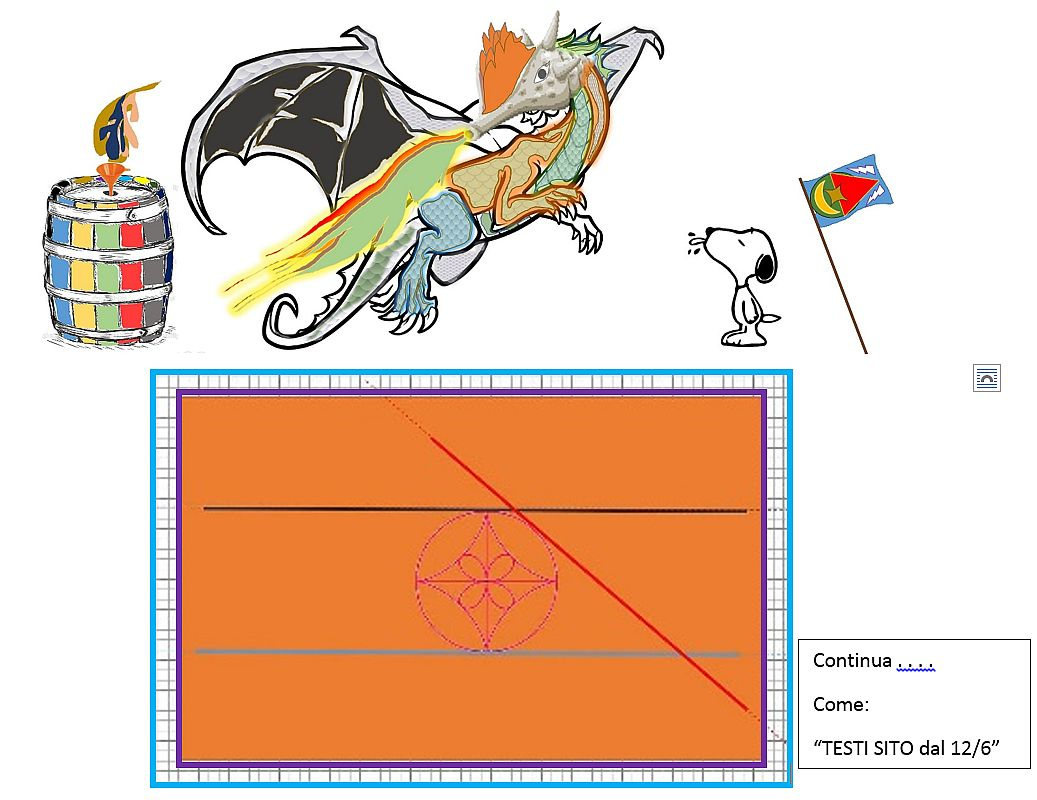 Continua . . . .
Come:
“TESTI SITO dal 12/6”